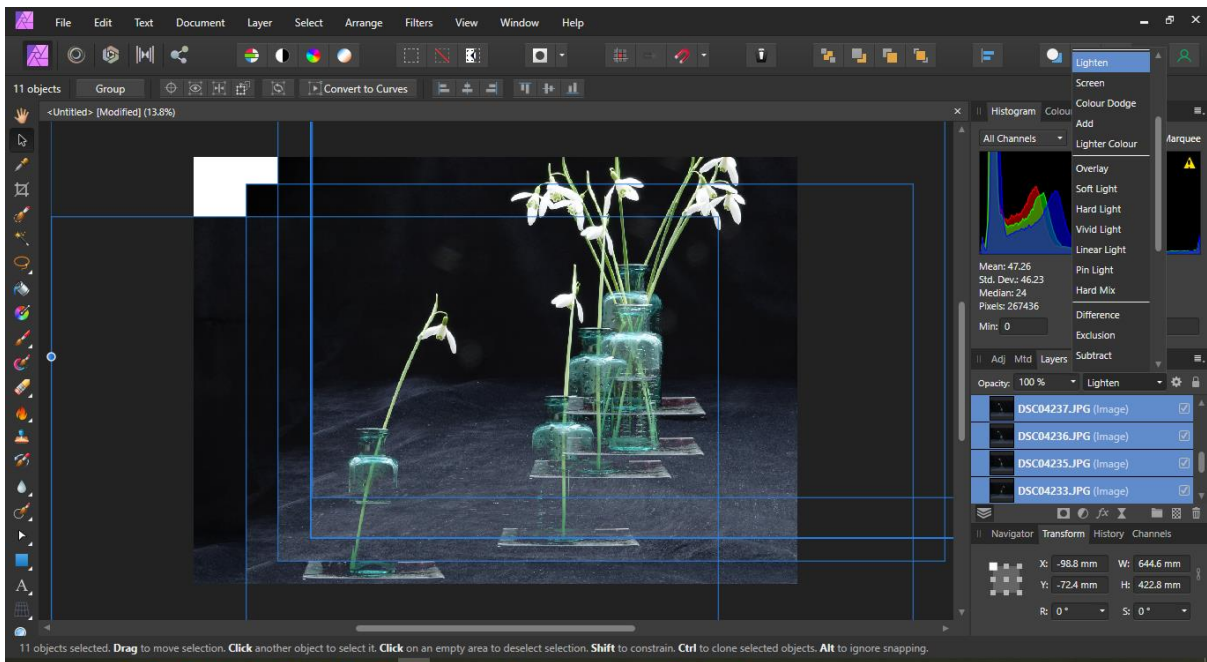 File Edit Text Document Layer Select Arrange Filters View Window Help
11 objects Group Convert to Curves
<Untitled> [Modified] (13.8%)
Histogram Colou
All Channels Marquee
Mean: 47.26
Std. Dev.: 46.23
Median: 24
Pixels: 267436
Min: 0
Lighten
Screen
Colour Dodge
Add
Lighter Colour
Overlay
Soft Light
Hard Light
Vivid Light
Linear Light
Pin Light
Hard Mix
Difference
Exclusion
Subtract
Adj Mtd Layers
Opacity: 100 % Lighten
DSC04237.JPG (Image)
DSC04236.JPG (Image)
DSC04235.JPG (Image)
DSC04233.JPG (Image)
Navigator Transform History Channels
X: -98.8 mm W: 644.6 mm
Y: -72.4 mm H: 422.8 mm
R: 0 ° S: 0 °
11 objects selected. Drag to move selection. Click another object to select it. Click on an empty area to deselect selection. Shift to constrain. Ctrl to clone selected objects. Alt to ignore snapping.